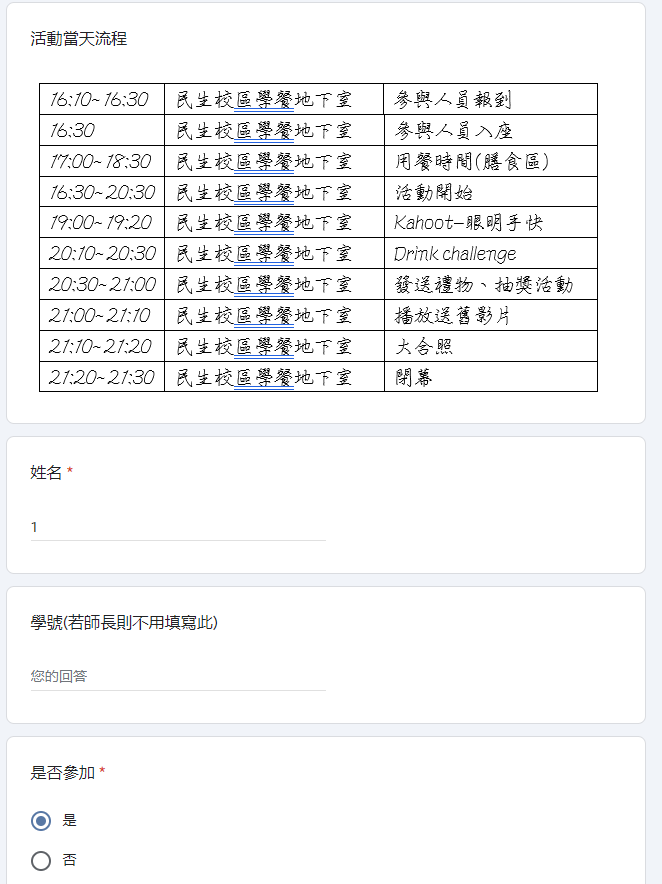 活動當天流程
16:10~16:30 民生校區學餐地下室 參與人員報到
16:30 民生校區學餐地下室 參與人員入座
17:00~18:30 民生校區學餐地下室 用餐時間(膳食區)
16:30~20:30 民生校區學餐地下室 活動開始
19:00~19:20 民生校區學餐地下室 Kahoot—眼明手快
20:10~20:30 民生校區學餐地下室 Drink challenge
20:30~21:00 民生校區學餐地下室 發送禮物、抽獎活動
21:00~21:10 民生校區學餐地下室 播放送舊影片
21:10~21:20 民生校區學餐地下室 大合照
21:20~21:30 民生校區學餐地下室 閉幕
姓名 *
1
學號(若師長則不用填寫此)
您的回答
是否參加 *
是
否